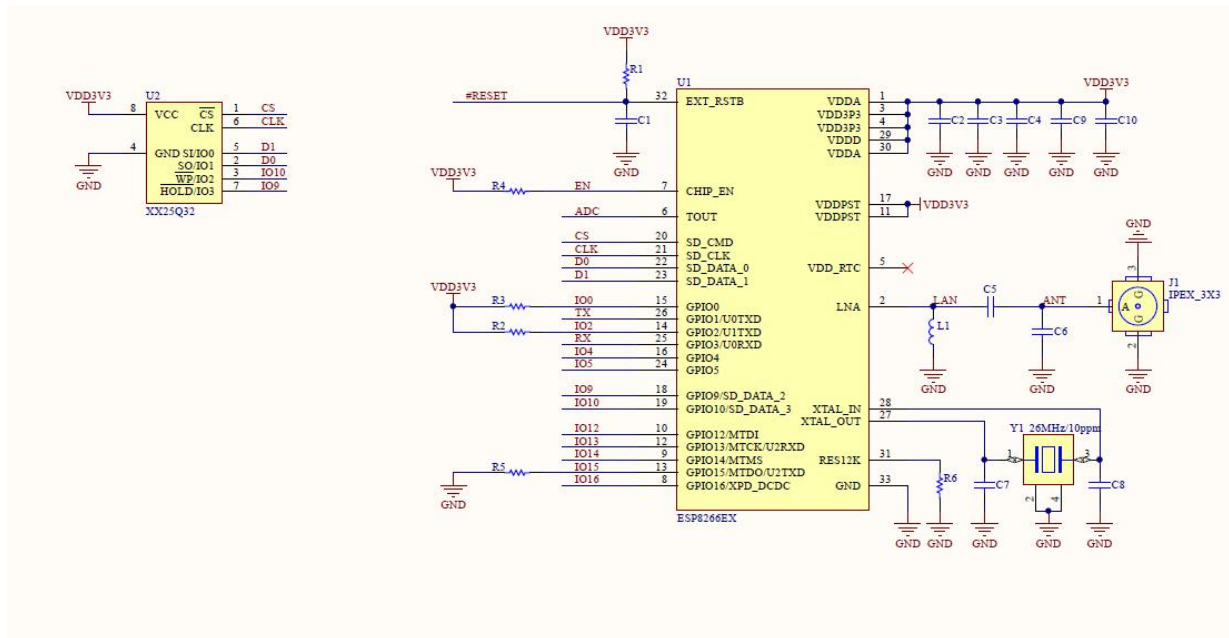 VDD3V3
U2
8 VCC CS 1 CS
CLK 6 CLK
4 GND SI/IO0 5 D1
SO/IO1 2 D0
WP/IO2 3 IO10
HOLD/IO3 7 IO9
GND
XX25Q32
VDD3V3
R1
#RESET
C1
GND
VDD3V3
R4
EN
ADC
CS
CLK
D0
D1
VDD3V3
R3
IO0
TX
R2
IO2
RX
IO4
IO5
IO9
IO10
IO12
IO13
IO14
R5
IO15
IO16
GND
U1
32 EXT_RSTB
7 CHIP_EN
6 TOUT
20 SD_CMD
21 SD_CLK
22 SD_DATA_0
23 SD_DATA_1
15 GPIO0
26 GPIO1/U0TXD
14 GPIO2/U1TXD
25 GPIO3/U0RXD
16 GPIO4
24 GPIO5
18 GPIO9/SD_DATA_2
19 GPIO10/SD_DATA_3
10 GPIO12/MTDI
12 GPIO13/MTCK/U2RXD
9 GPIO14/MTMS
13 GPIO15/MTDO/U2TXD
8 GPIO16/XPD_DCDC
VDDA 1
VDD3P3 3
VDD3P3 4
VDDD 29
VDDA 30
VDDPST 17
VDDPST 11
VDD_RTC 5
LNA 2
XTAL_IN 28
XTAL_OUT 27
RES12K 31
GND 33
ESP8266EX
VDD3V3
C2 C3 C4 C9 C10
GND GND GND GND GND
VDD3V3
LAN
C5
ANT
L1
C6
GND
GND
GND
3
J1
IPEX_3X3
1 A G G
2
GND
Y1_26MHz/10ppm
1 3
2 4
C7
C8
R6
GND GND GND GND GND